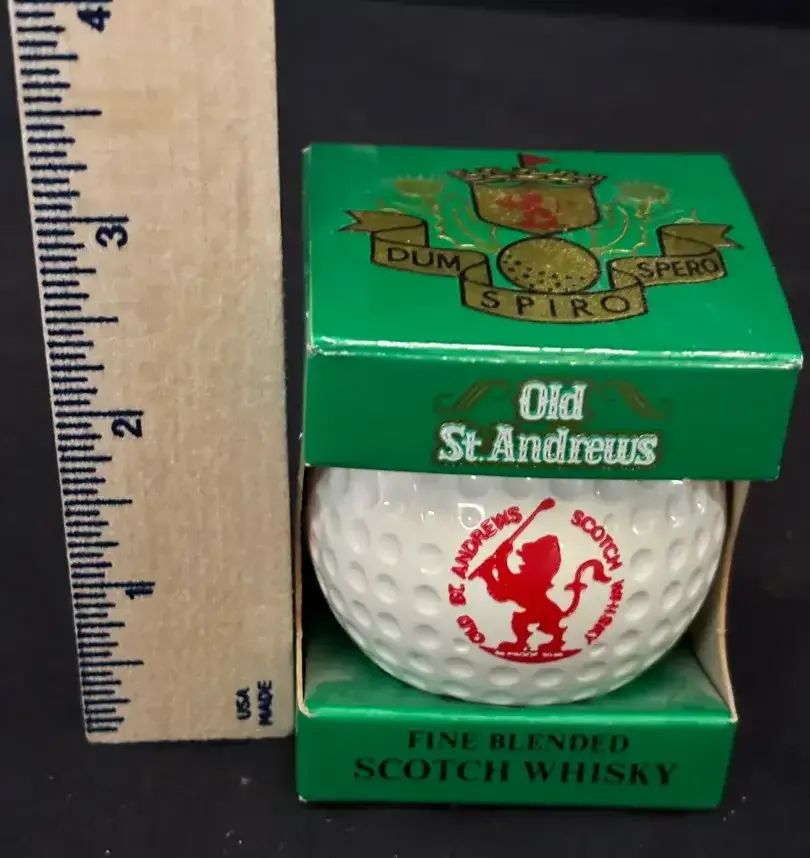 4
3
2
1
USA
MADE
DUM SPIRO SPERO
Old
St. Andrews
OLD St. ANDREWS SCOTCH WHISKY
FINE BLENDED
SCOTCH WHISKY